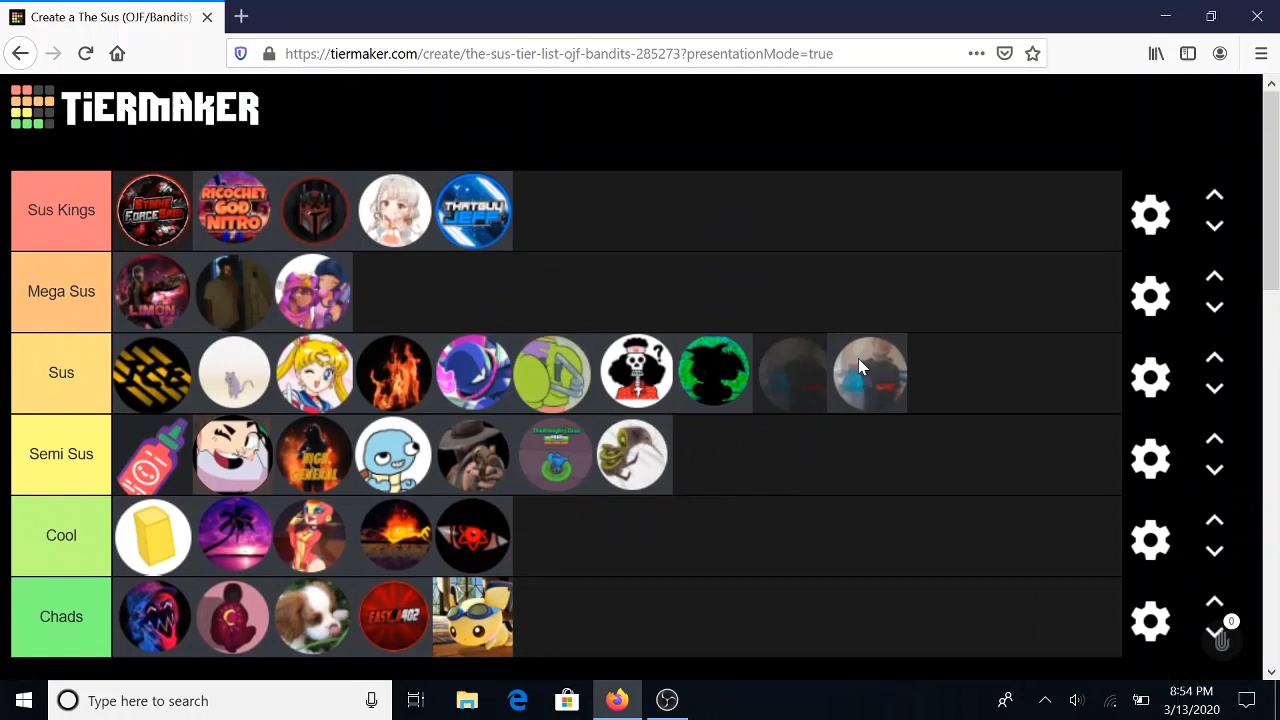 Create a The Sus (OJF/Bandits)
https://tiermaker.com/create/the-sus-tier-list-ojf-bandits-285273?presentationMode=true
TiERMAKER
Sus Kings
STRIKE
FORCE
RICOCHET
GOD
NITRO
THATGUY
JEFF
Mega Sus
LIMON
Sus
?
Semi Sus
HIGH
GENERAL
Cool
Chads
C
EASY
402
0
Type here to search
8:54 PM
3/13/2020